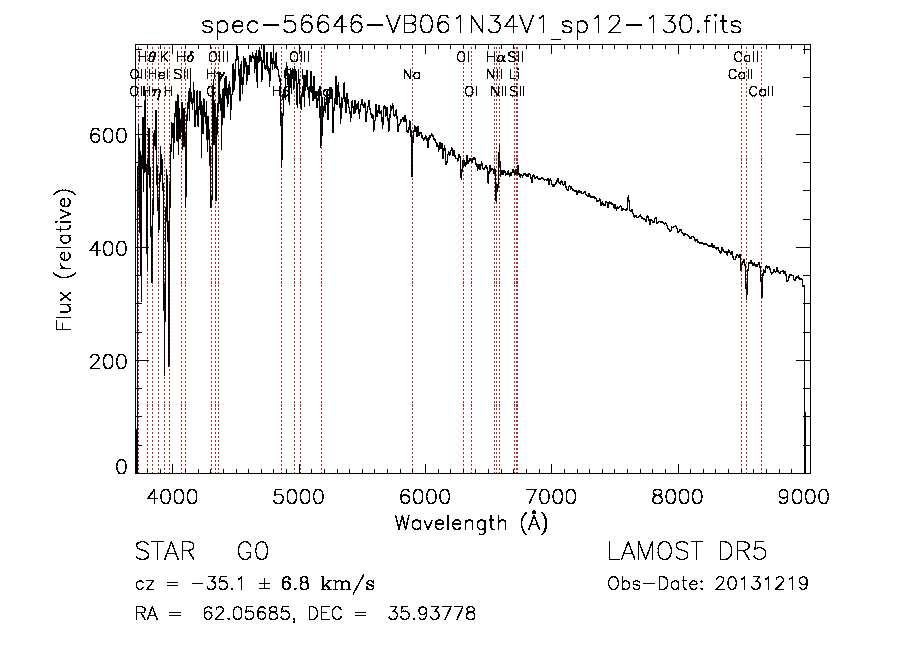 spec-56646-VB061N34V1_sp12-130.fits
Hθ K Hδ OIII OIII OI Hα SII CaII
OII HeI SII Hγ Na NII Li CaII
Hη H G Hβ OI NII SII CaII
600
400
200
0
4000 5000 6000 7000 8000 9000
Flux (relative)
Wavelength (Å)
STAR G0 LAMOST DR5
cz = -35.1 ± 6.8 km/s Obs-Date: 20131219
RA = 62.05685, DEC = 35.93778